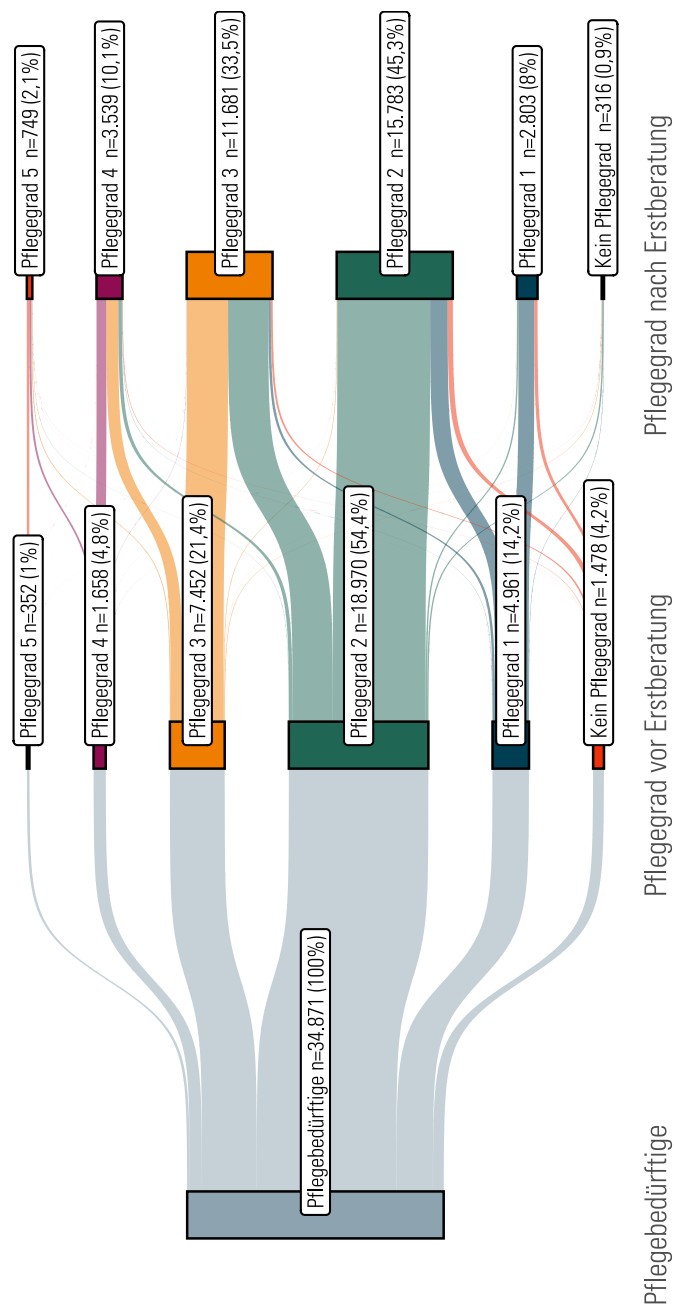 Pflegegrad 5  n=749 (2,1%)
Pflegegrad 4  n=3.539 (10,1%)
Pflegegrad 3  n=11.681 (33,5%)
Pflegegrad 2  n=15.783 (45,3%)
Pflegegrad 1  n=2.803 (8%)
Kein Pflegegrad  n=316 (0,9%)
Pflegegrad nach Erstberatung
Pflegegrad 5 n=352 (1%)
Pflegegrad 4 n=1.658 (4,8%)
Pflegegrad 3 n=7.452 (21,4%)
Pflegegrad 2 n=18.970 (54,4%)
Pflegegrad 1 n=4.961 (14,2%)
Kein Pflegegrad n=1.478 (4,2%)
Pflegegrad vor Erstberatung
Pflegebedürftige n=34.871 (100%)
Pflegebedürftige